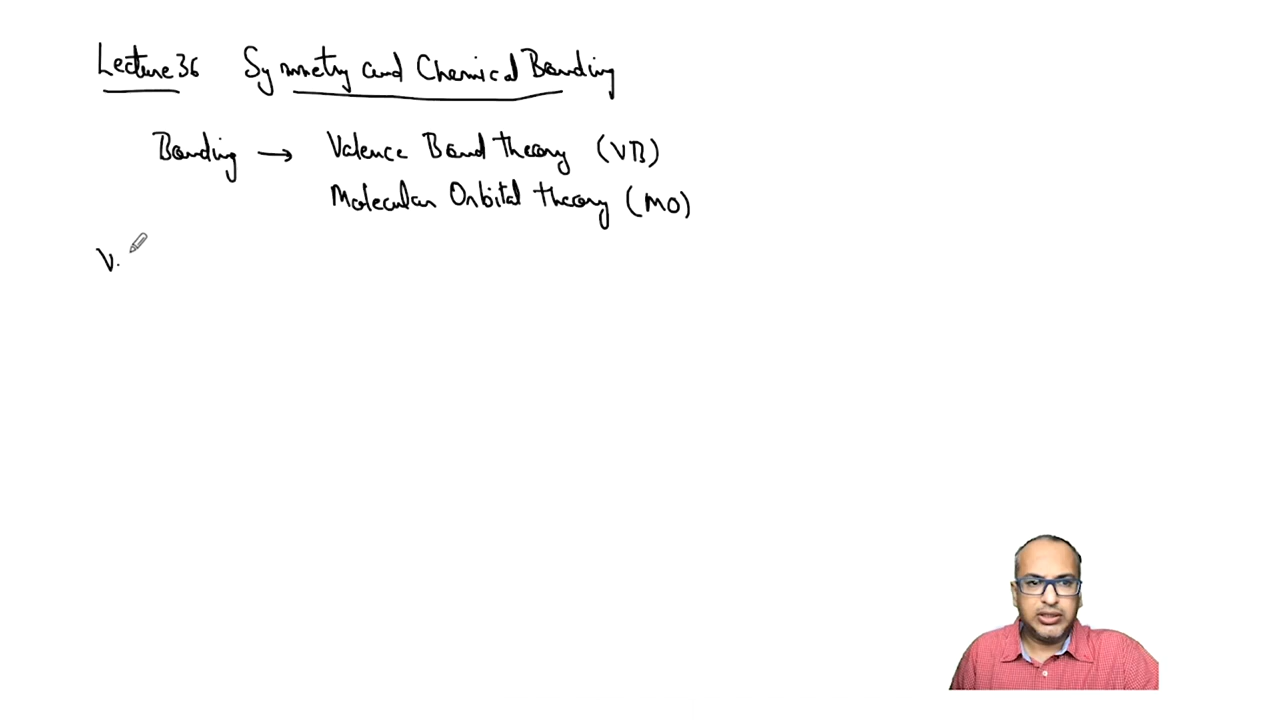 Lecture 36 Symmetry and Chemical Bonding
Bonding → Valence Bond theory (VB)
Molecular Orbital theory (MO)
V.